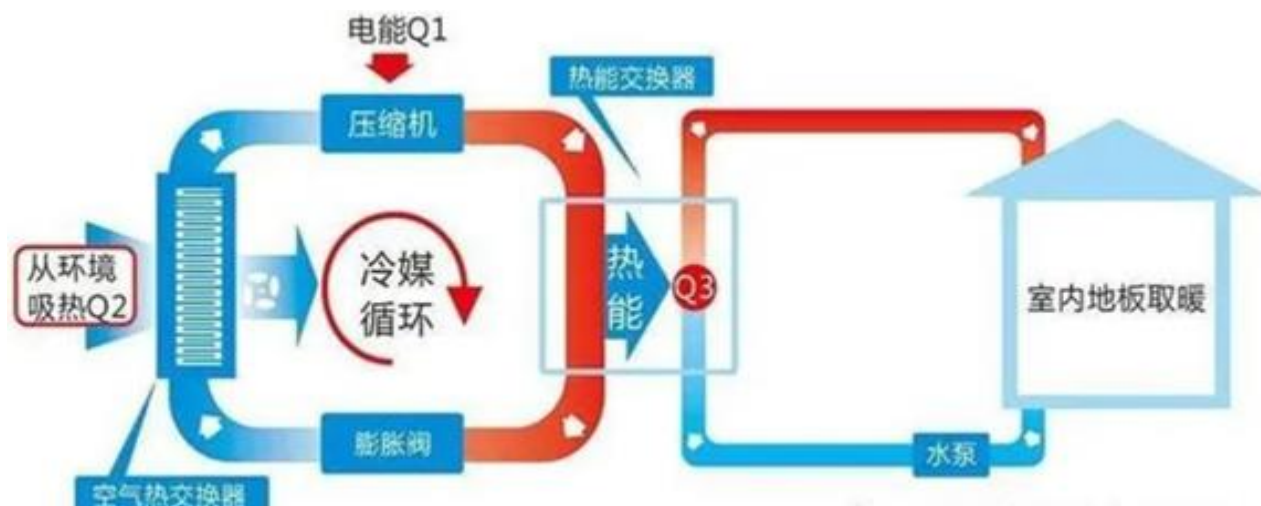 电能Q1
热能交换器
压缩机
从环境
吸热Q2
冷媒
循环
热
能
Q3
室内地板取暖
膨胀阀
水泵
空气热交换器